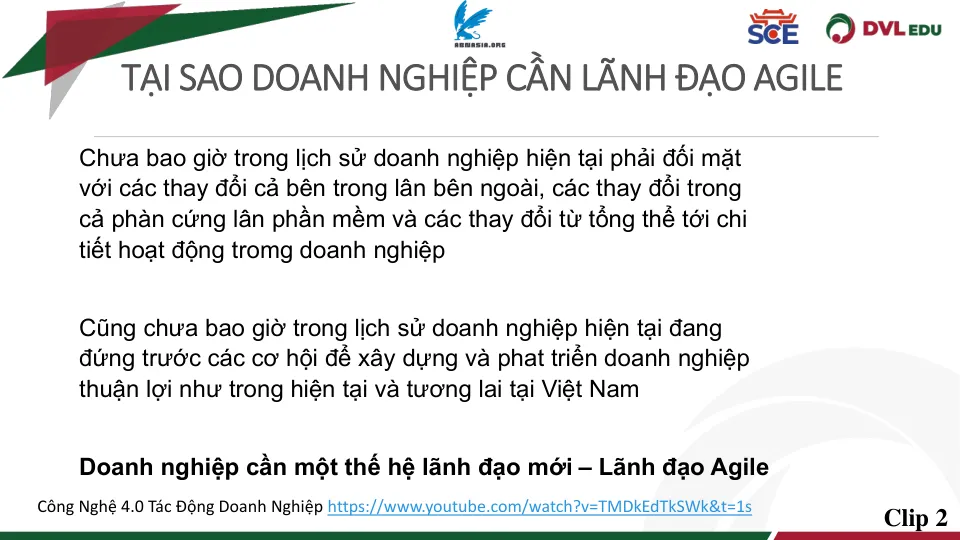 ARMASIA.ORG
SCE
DVL EDU
TẠI SAO DOANH NGHIỆP CẦN LÃNH ĐẠO AGILE
Chưa bao giờ trong lịch sử doanh nghiệp hiện tại phải đối mặt
với các thay đổi cả bên trong lân bên ngoài, các thay đổi trong
cả phàn cứng lân phần mềm và các thay đổi từ tổng thể tới chi
tiết hoạt động tromg doanh nghiệp
Cũng chưa bao giờ trong lịch sử doanh nghiệp hiện tại đang
đứng trước các cơ hội để xây dựng và phat triển doanh nghiệp
thuận lợi như trong hiện tại và tương lai tại Việt Nam
Doanh nghiệp cần một thế hệ lãnh đạo mới – Lãnh đạo Agile
Công Nghệ 4.0 Tác Động Doanh Nghiệp https://www.youtube.com/watch?v=TMDkEdTkSWk&t=1s
Clip 2